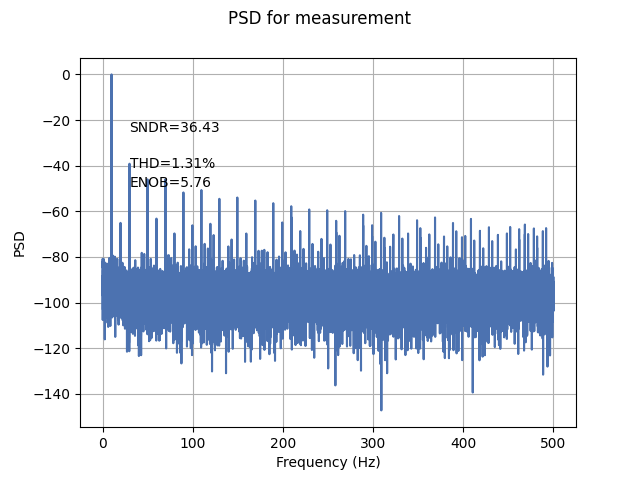 PSD for measurement
0
−20
−40
−60
−80
−100
−120
−140
PSD
SNDR=36.43
THD=1.31%
ENOB=5.76
0 100 200 300 400 500
Frequency (Hz)